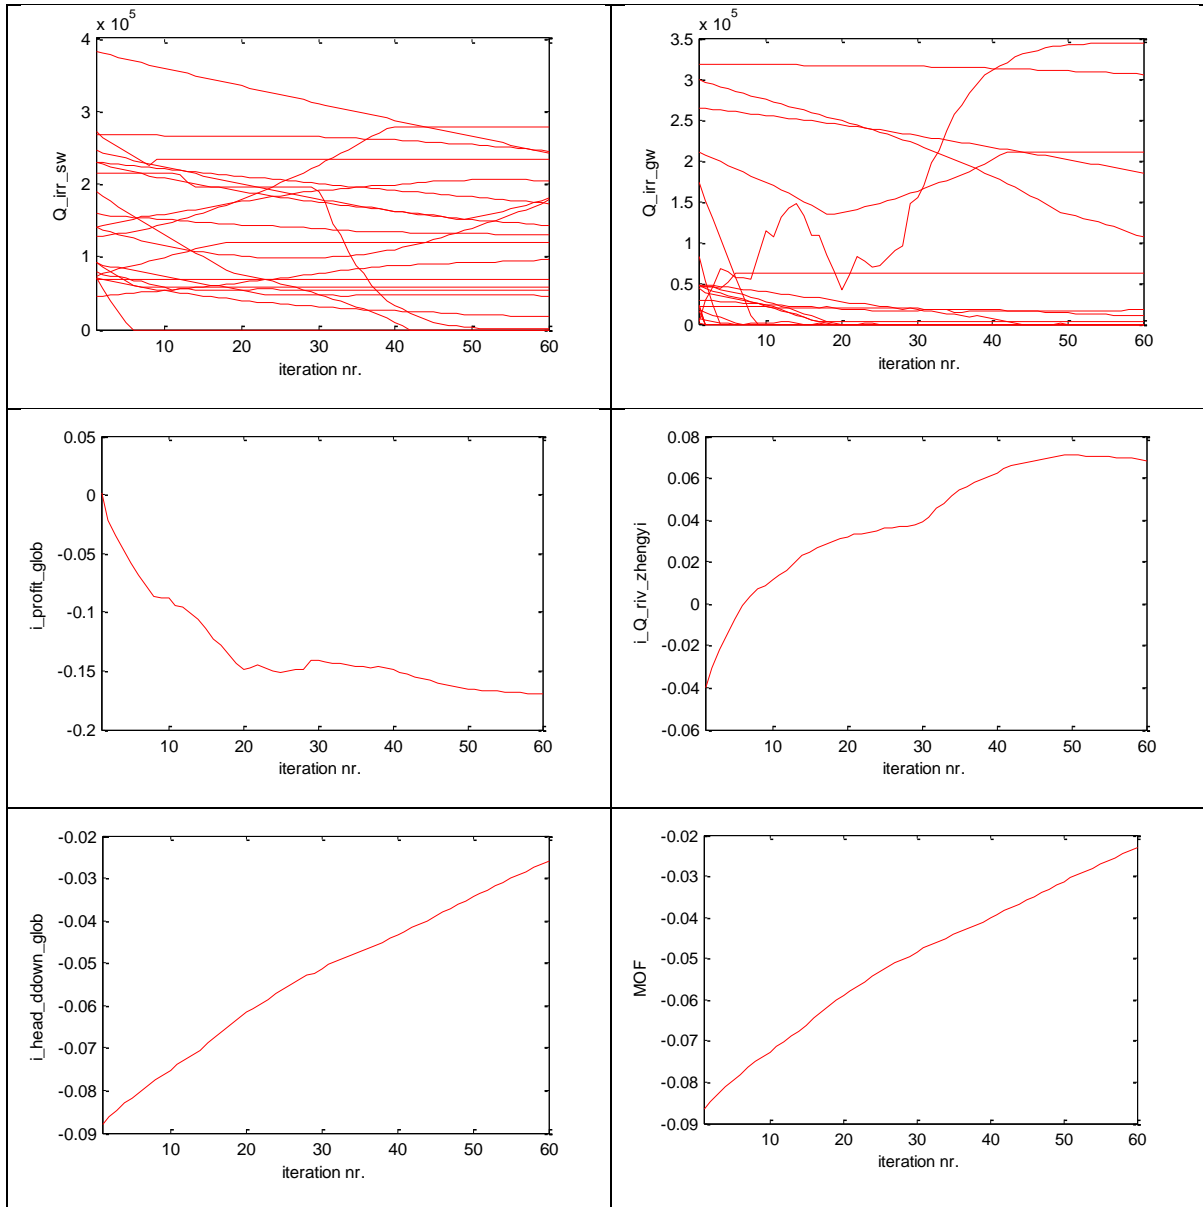 x 10^5
4
3
2
1
0
Q_irr_sw
10 20 30 40 50 60
iteration nr.
x 10^5
3.5
3
2.5
2
1.5
1
0.5
0
Q_irr_gw
10 20 30 40 50 60
iteration nr.
0.05
0
-0.05
-0.1
-0.15
-0.2
i_profit_glob
10 20 30 40 50 60
iteration nr.
0.08
0.06
0.04
0.02
0
-0.02
-0.04
-0.06
i_Q_riv_zhengyi
10 20 30 40 50 60
iteration nr.
-0.02
-0.03
-0.04
-0.05
-0.06
-0.07
-0.08
-0.09
i_head_ddown_glob
10 20 30 40 50 60
iteration nr.
-0.02
-0.03
-0.04
-0.05
-0.06
-0.07
-0.08
-0.09
MOF
10 20 30 40 50 60
iteration nr.